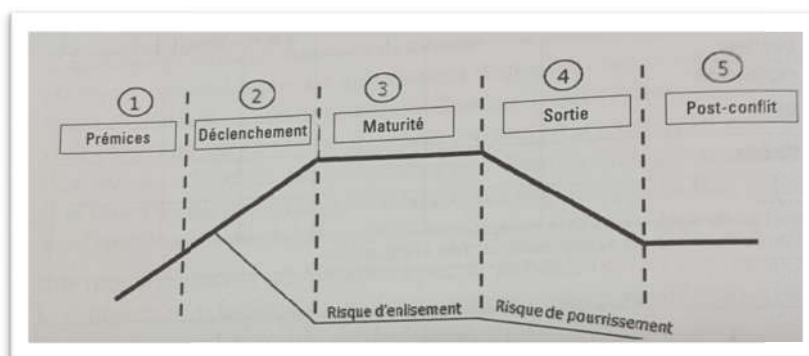 1
2
3
4
5
Prémices
Déclenchement
Maturité
Sortie
Post-conflit
Risque d'enlisement
Risque de pourrissement